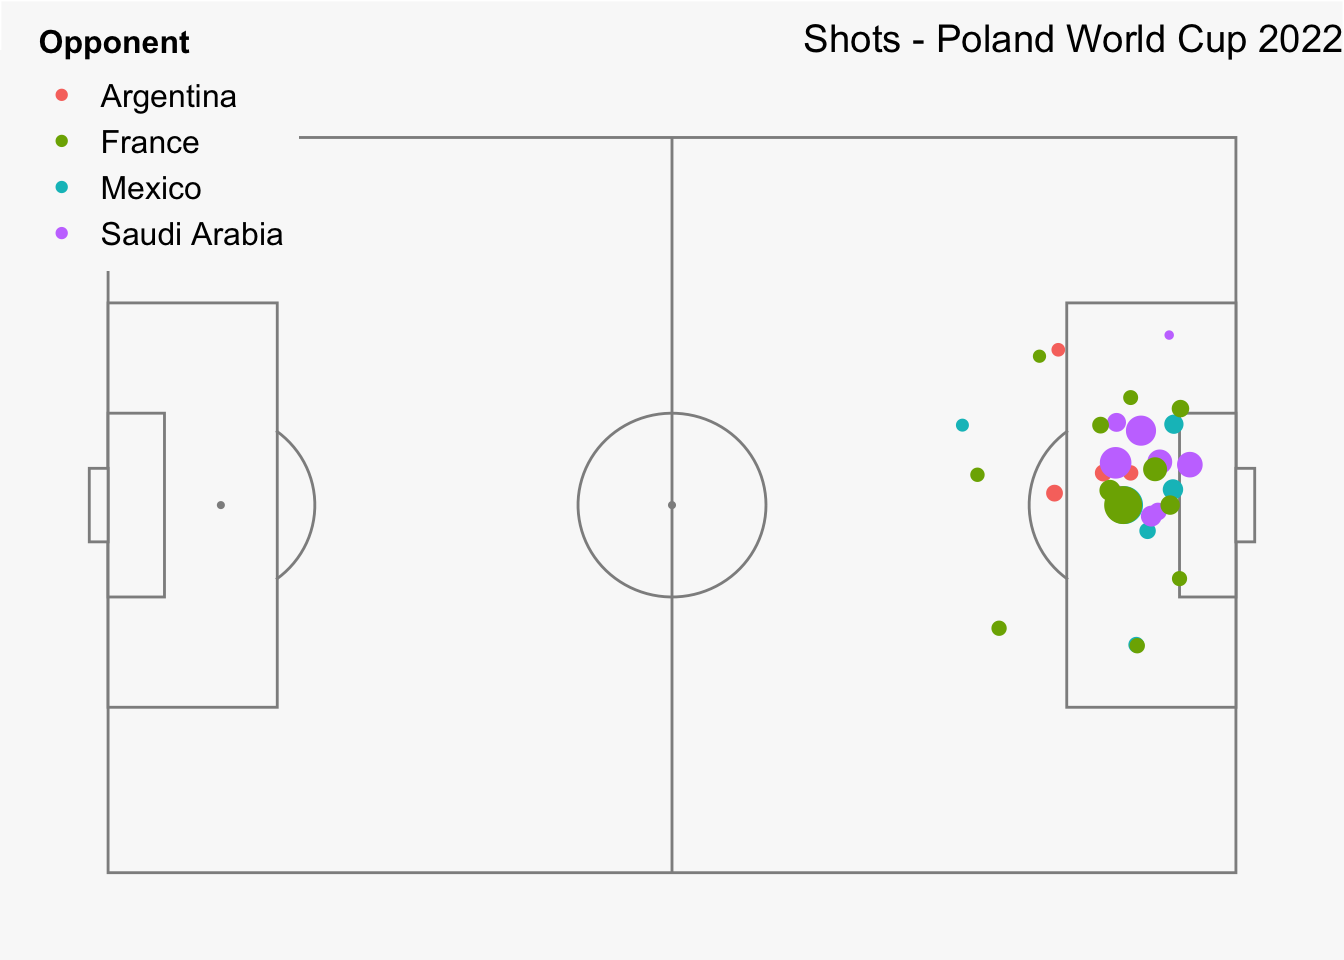 Shots - Poland World Cup 2022
Opponent
Argentina
France
Mexico
Saudi Arabia